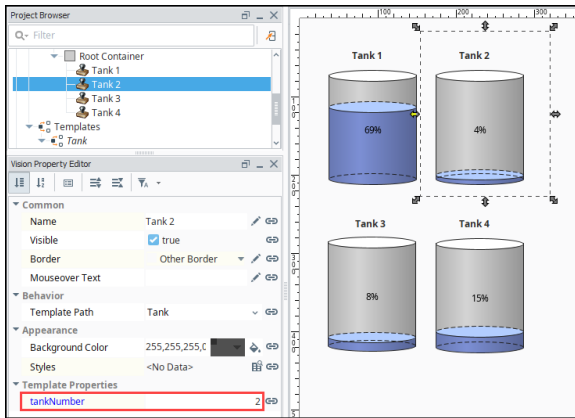 Project Browser
Filter
Root Container
Tank 1
Tank 2
Tank 3
Tank 4
Templates
Tank
Vision Property Editor
Common
Name Tank 2
Visible true
Border Other Border
Mouseover Text
Behavior
Template Path Tank
Appearance
Background Color 255,255,255,0
Styles <No Data>
Template Properties
tankNumber 2
100 200 300
Tank 1 Tank 2
69% 4%
Tank 3 Tank 4
8% 15%